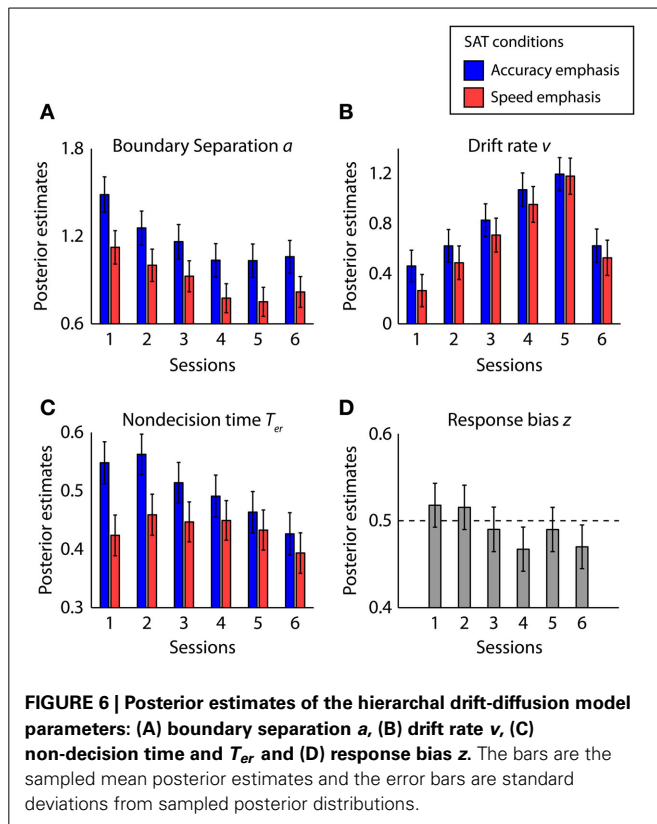 SAT conditions
Accuracy emphasis
Speed emphasis
A
Boundary Separation a
Posterior estimates
1.8
1.2
0.6
1 2 3 4 5 6
Sessions
B
Drift rate v
Posterior estimates
1.2
0.8
0.4
0
1 2 3 4 5 6
Sessions
C
Nondecision time Ter
Posterior estimates
0.6
0.5
0.4
0.3
1 2 3 4 5 6
Sessions
D
Response bias z
Posterior estimates
0.6
0.5
0.4
1 2 3 4 5 6
Sessions
FIGURE 6 | Posterior estimates of the hierarchal drift-diffusion model
parameters: (A) boundary separation a, (B) drift rate v, (C)
non-decision time and Ter and (D) response bias z. The bars are the
sampled mean posterior estimates and the error bars are standard
deviations from sampled posterior distributions.